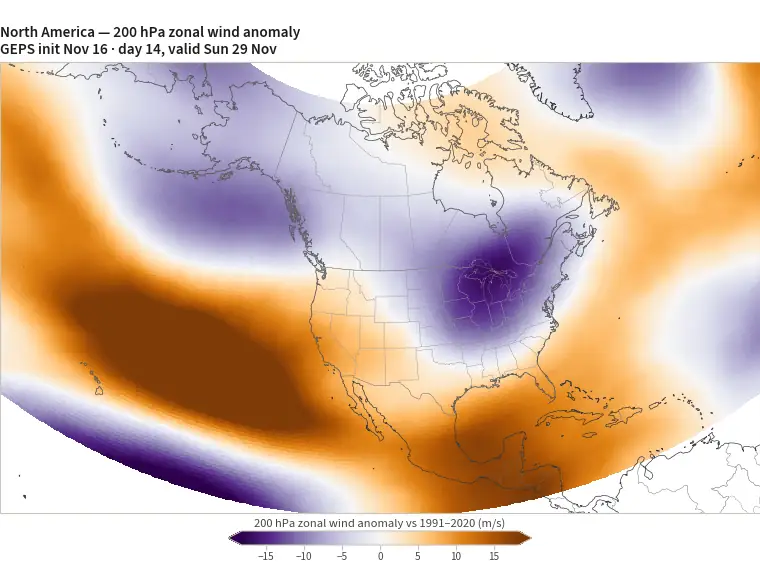 North America — 200 hPa zonal wind anomaly
GEPS init Nov 16 · day 14, valid Sun 29 Nov
200 hPa zonal wind anomaly vs 1991–2020 (m/s)
−15 −10 −5 0 5 10 15